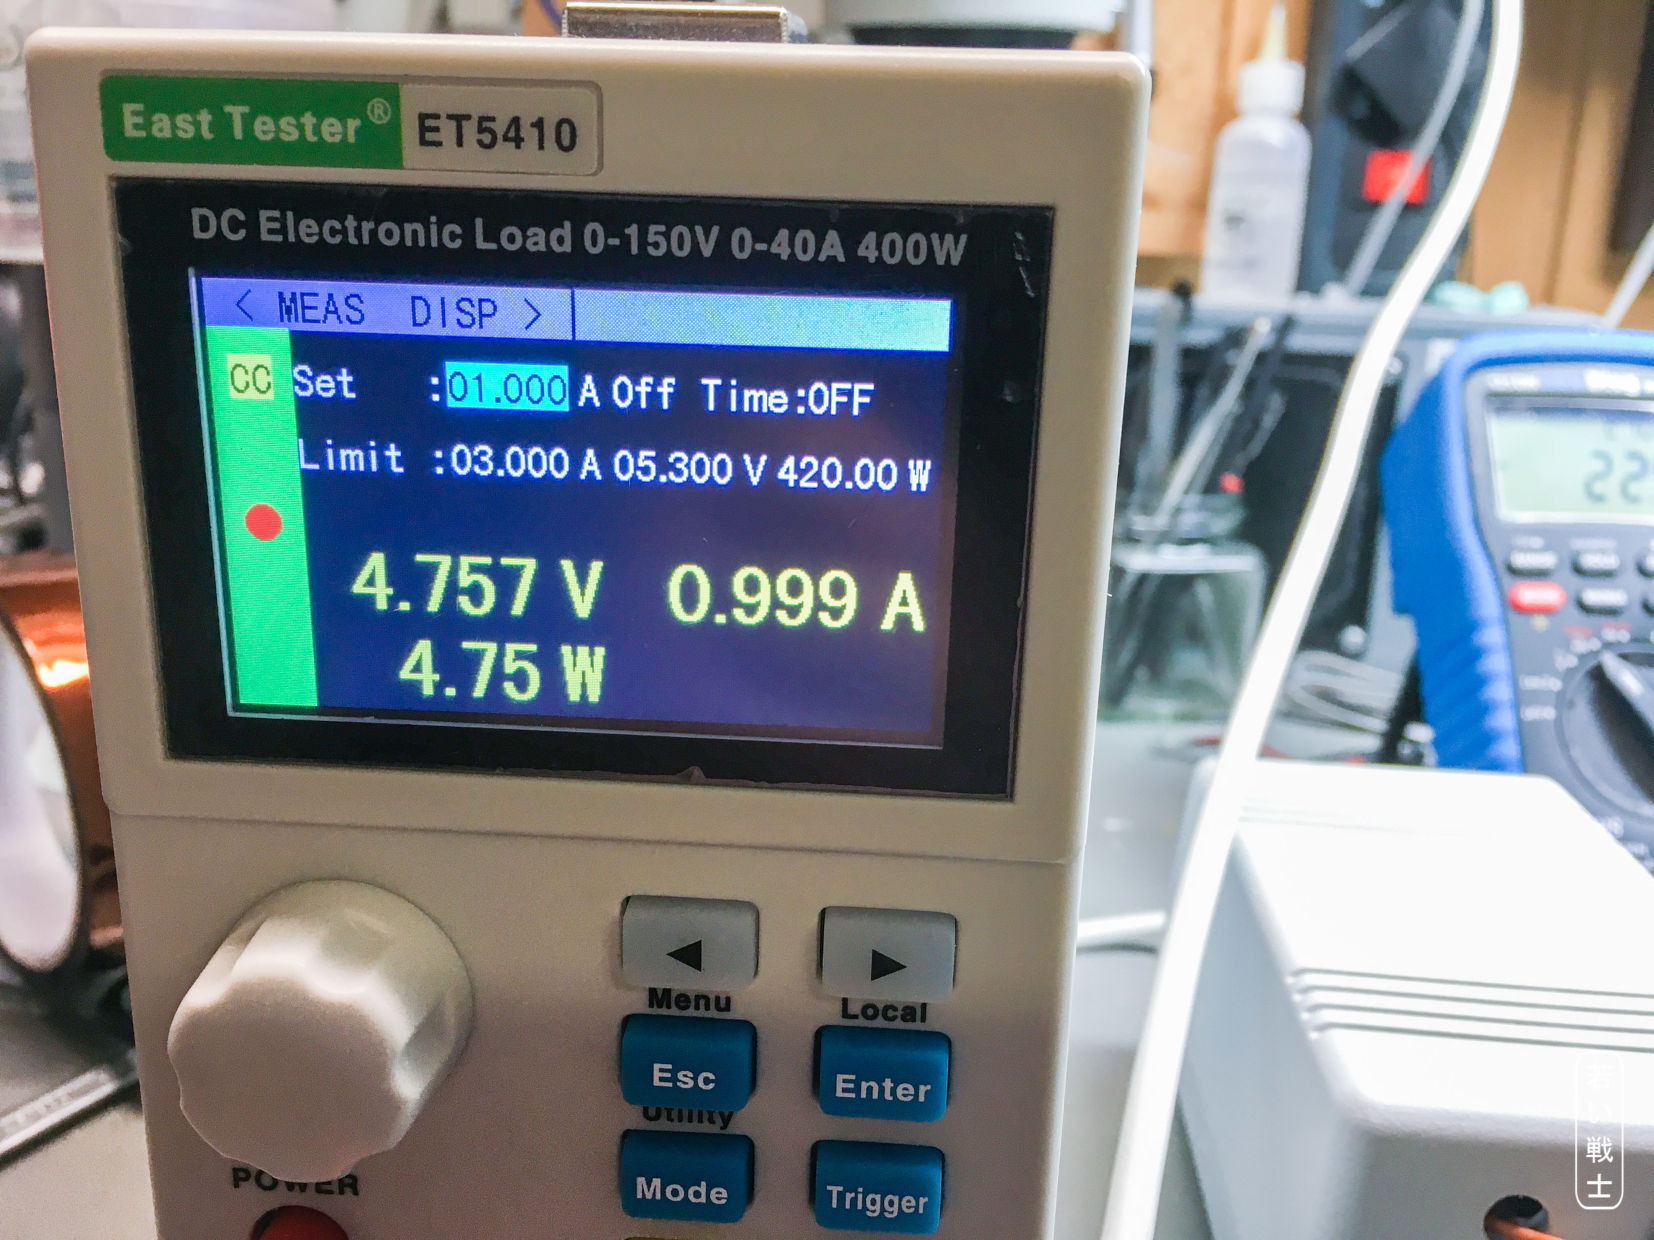 East Tester® ET5410
DC Electronic Load 0-150V 0-40A 400W
< MEAS DISP >
CC Set :01.000 A Off Time:OFF
Limit :03.000 A 05.300 V 420.00 W
4.757 V 0.999 A
4.75 W
◀ ▶
Menu Local
Esc Enter
Utility
Mode Trigger
POWER
若い戦士